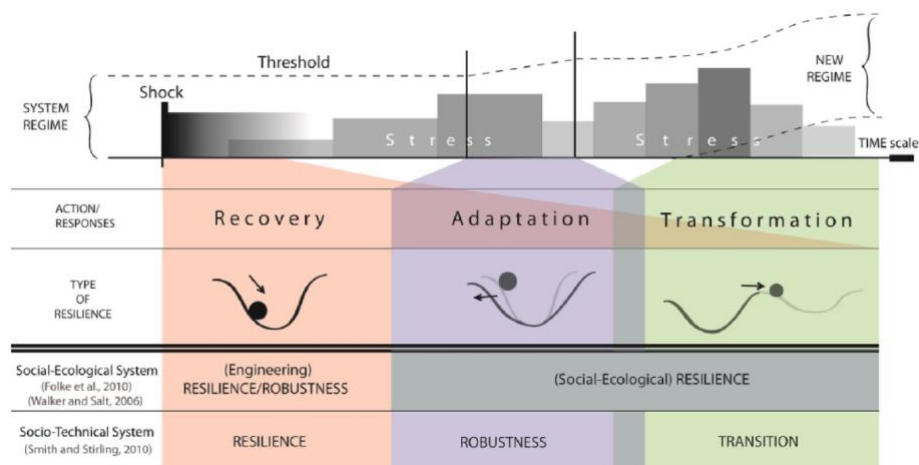 Threshold
NEW
REGIME
SYSTEM
REGIME
Shock
Stress
Stress
TIME scale
ACTION/
RESPONSES
Recovery
Adaptation
Transformation
TYPE
OF
RESILIENCE
Social-Ecological System
(Folke et al., 2010)
(Walker and Salt, 2006)
(Engineering)
RESILIENCE/ROBUSTNESS
(Social-Ecological) RESILIENCE
Socio-Technical System
(Smith and Stirling, 2010)
RESILIENCE
ROBUSTNESS
TRANSITION